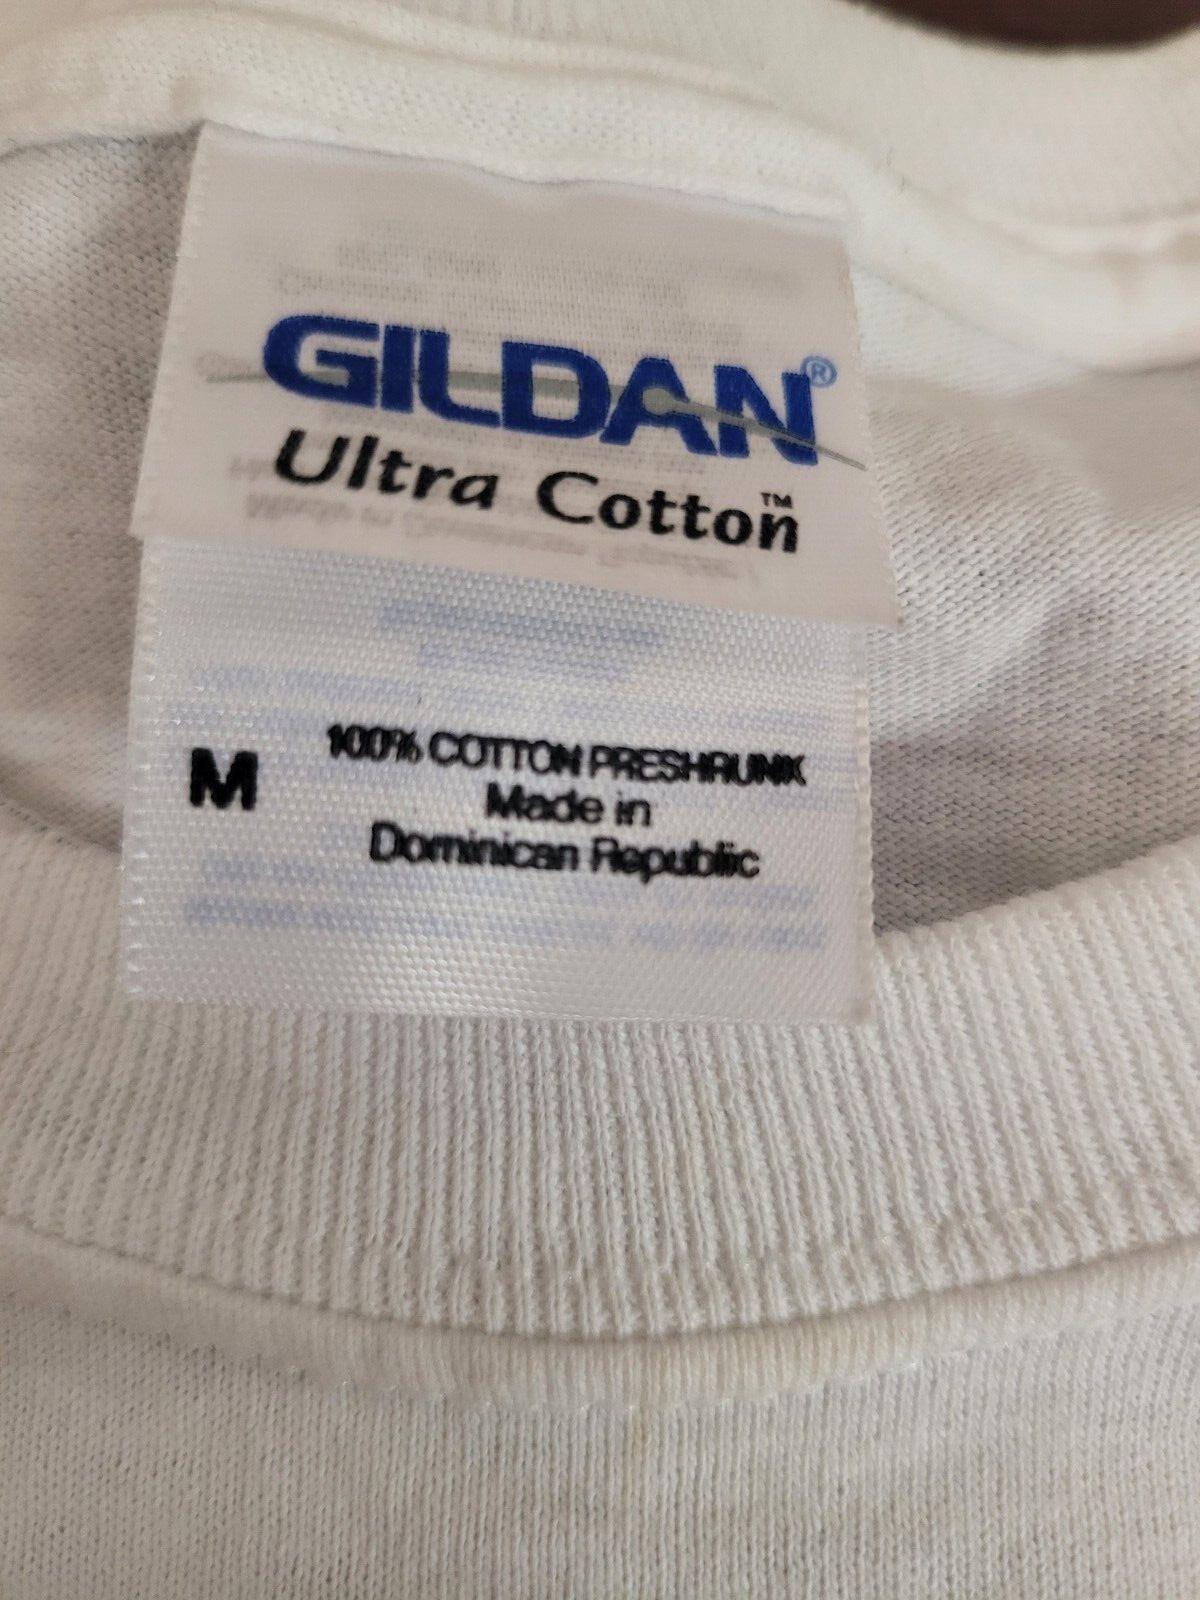 GILDAN®
Ultra Cotton™
M
100% COTTON PRESHRUNK
Made in
Dominican Republic